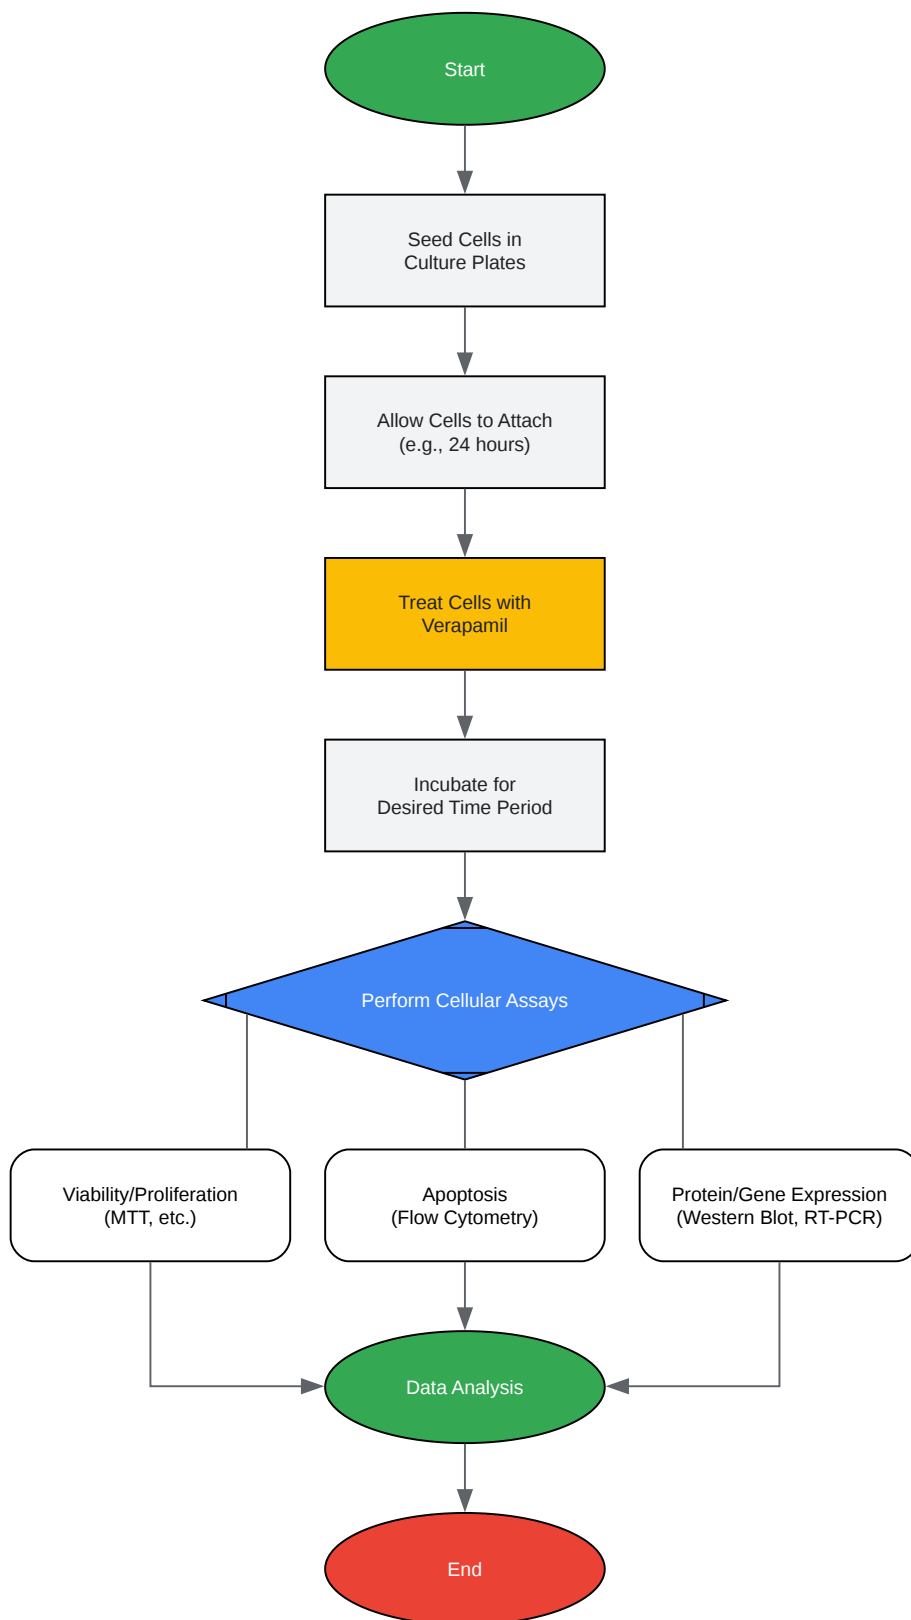 Start
Seed Cells in
Culture Plates
Allow Cells to Attach
(e.g., 24 hours)
Treat Cells with
Verapamil
Incubate for
Desired Time Period
Perform Cellular Assays
Viability/Proliferation
(MTT, etc.)
Apoptosis
(Flow Cytometry)
Protein/Gene Expression
(Western Blot, RT-PCR)
Data Analysis
End